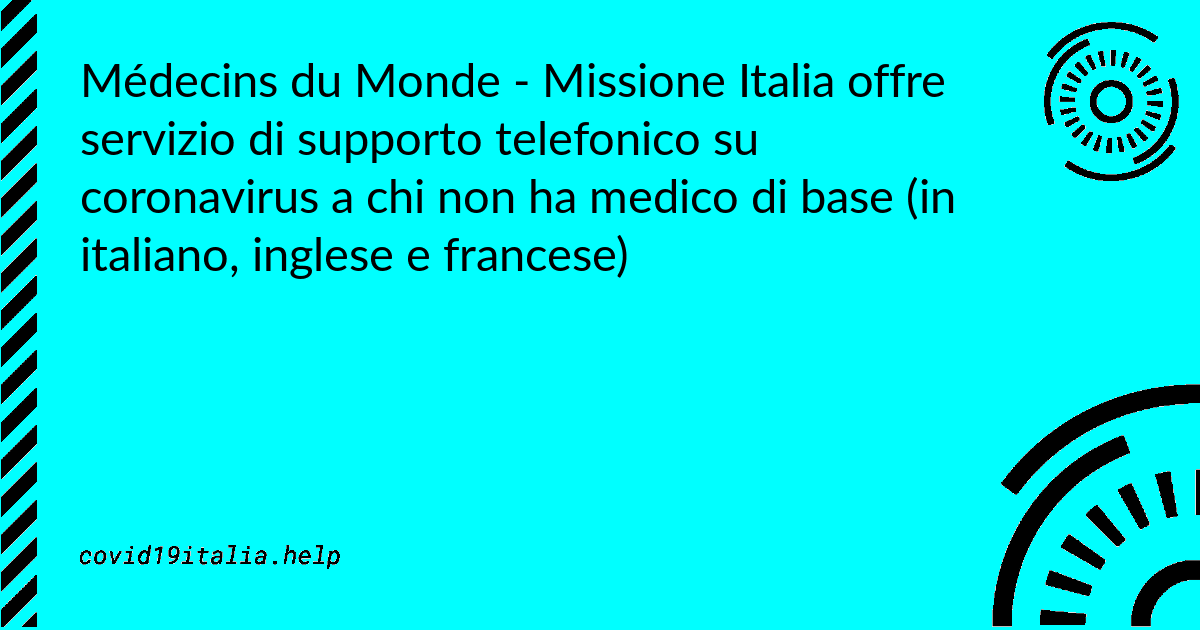 Médecins du Monde - Missione Italia offre
servizio di supporto telefonico su
coronavirus a chi non ha medico di base (in
italiano, inglese e francese)
covid19italia.help